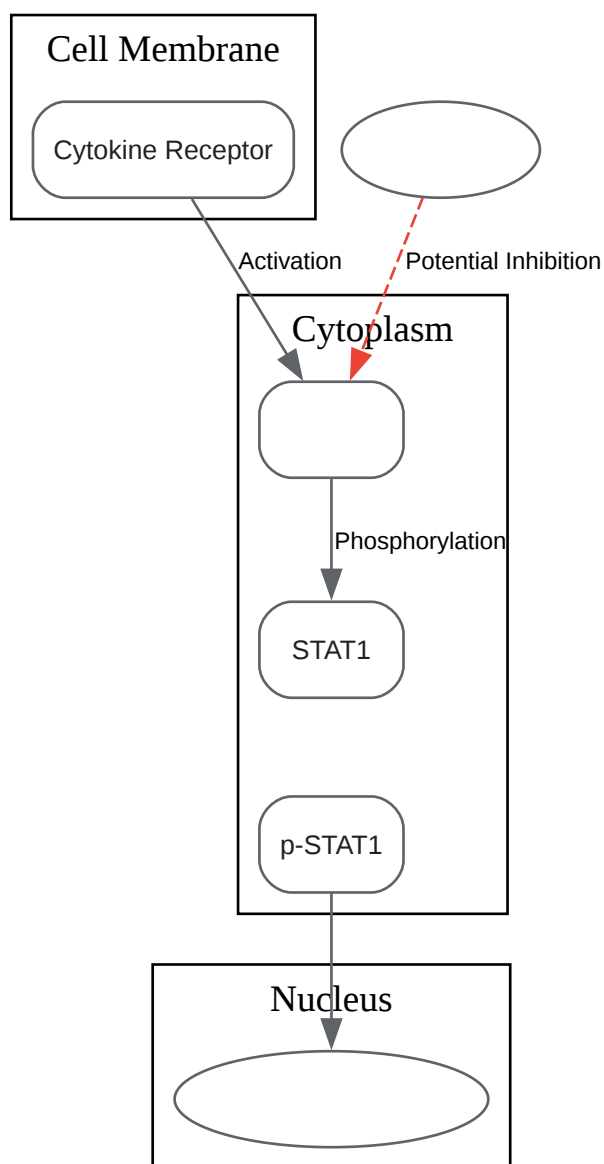 Cell Membrane
Cytokine Receptor
Activation
Potential Inhibition
Cytoplasm
Phosphorylation
STAT1
p-STAT1
Nucleus